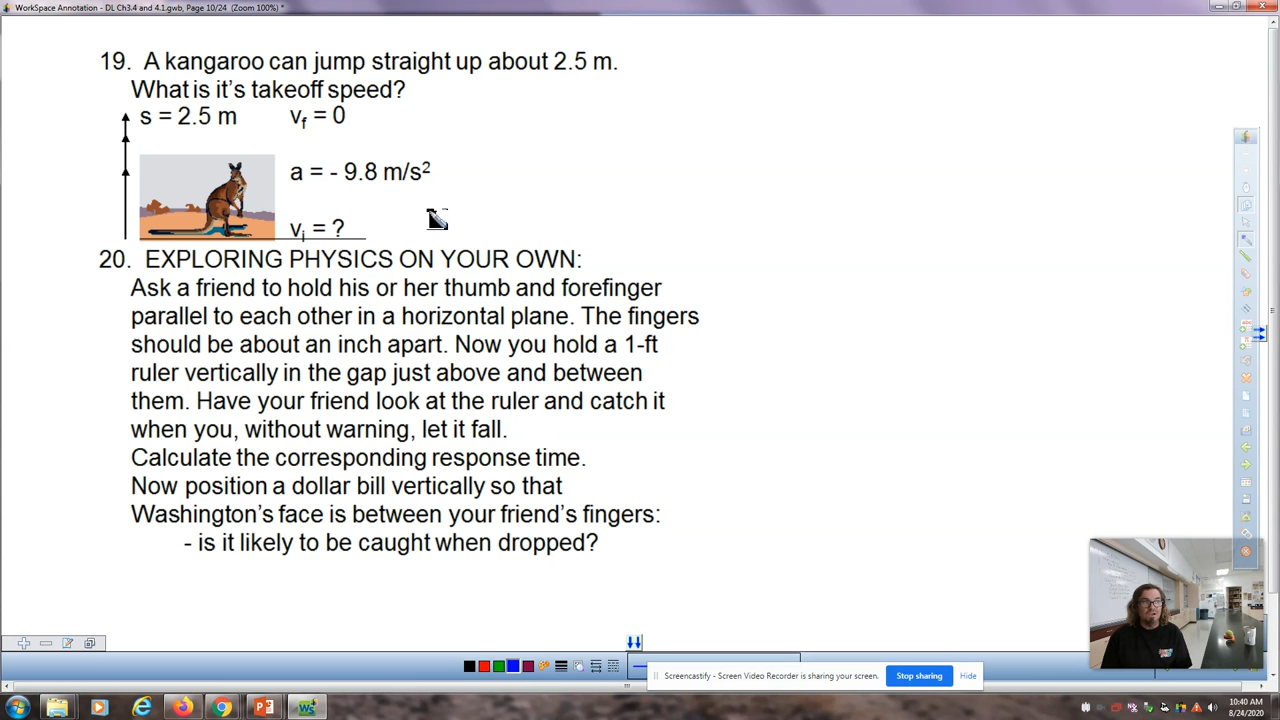 WorkSpace Annotation - DL Ch3.4 and 4.1.gwb, Page 10/24 (Zoom 100%) *
19. A kangaroo can jump straight up about 2.5 m.
What is it's takeoff speed?
s = 2.5 m vf = 0
a = - 9.8 m/s²
vi = ?
20. EXPLORING PHYSICS ON YOUR OWN:
Ask a friend to hold his or her thumb and forefinger
parallel to each other in a horizontal plane. The fingers
should be about an inch apart. Now you hold a 1-ft
ruler vertically in the gap just above and between
them. Have your friend look at the ruler and catch it
when you, without warning, let it fall.
Calculate the corresponding response time.
Now position a dollar bill vertically so that
Washington's face is between your friend's fingers:
- is it likely to be caught when dropped?
Screencastify - Screen Video Recorder is sharing your screen. Stop sharing Hide
10:40 AM
8/24/2020